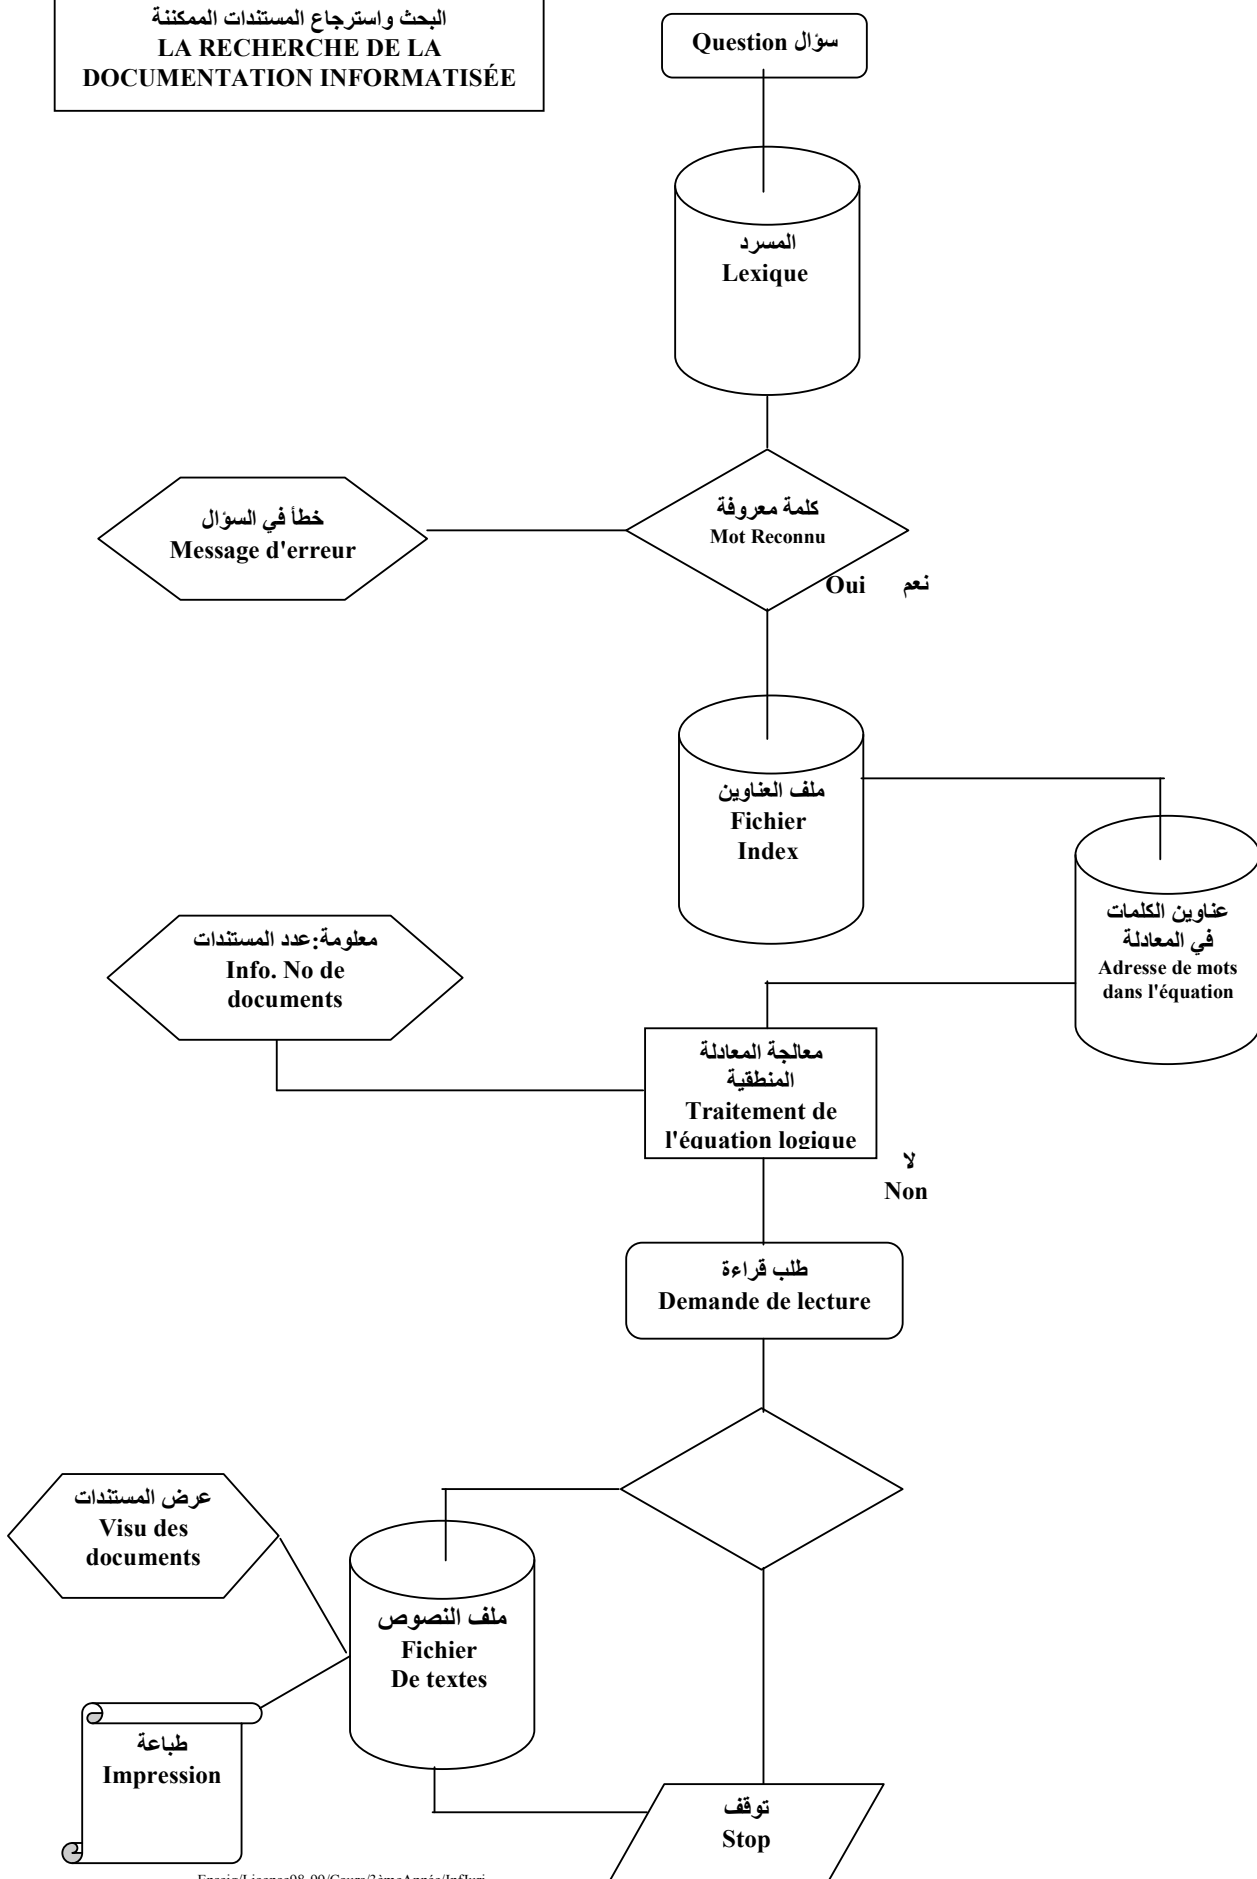 البحث واسترجاع المستندات الممكننة
LA RECHERCHE DE LA
DOCUMENTATION INFORMATISÉE
Question سؤال
المسرد
Lexique
كلمة معروفة
Mot Reconnu
خطأ في السؤال
Message d'erreur
Oui نعم
ملف العناوين
Fichier
Index
عناوين الكلمات
في المعادلة
Adresse de mots
dans l'équation
معلومة:عدد المستندات
Info. No de
documents
معالجة المعادلة
المنطقية
Traitement de
l'équation logique
لا
Non
طلب قراءة
Demande de lecture
عرض المستندات
Visu des
documents
ملف النصوص
Fichier
De textes
طباعة
Impression
توقف
Stop